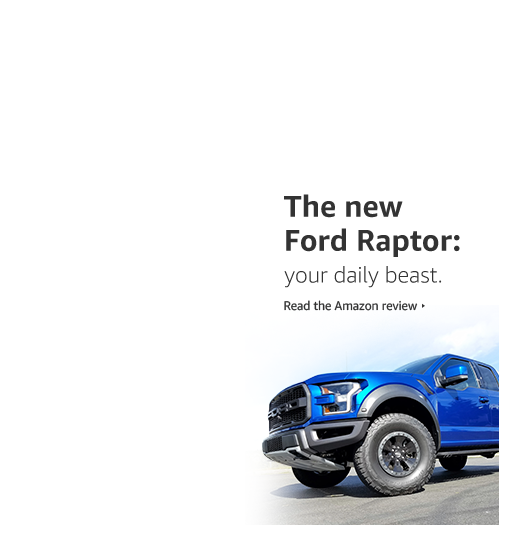 The new
Ford Raptor:
your daily beast.
Read the Amazon review ▸